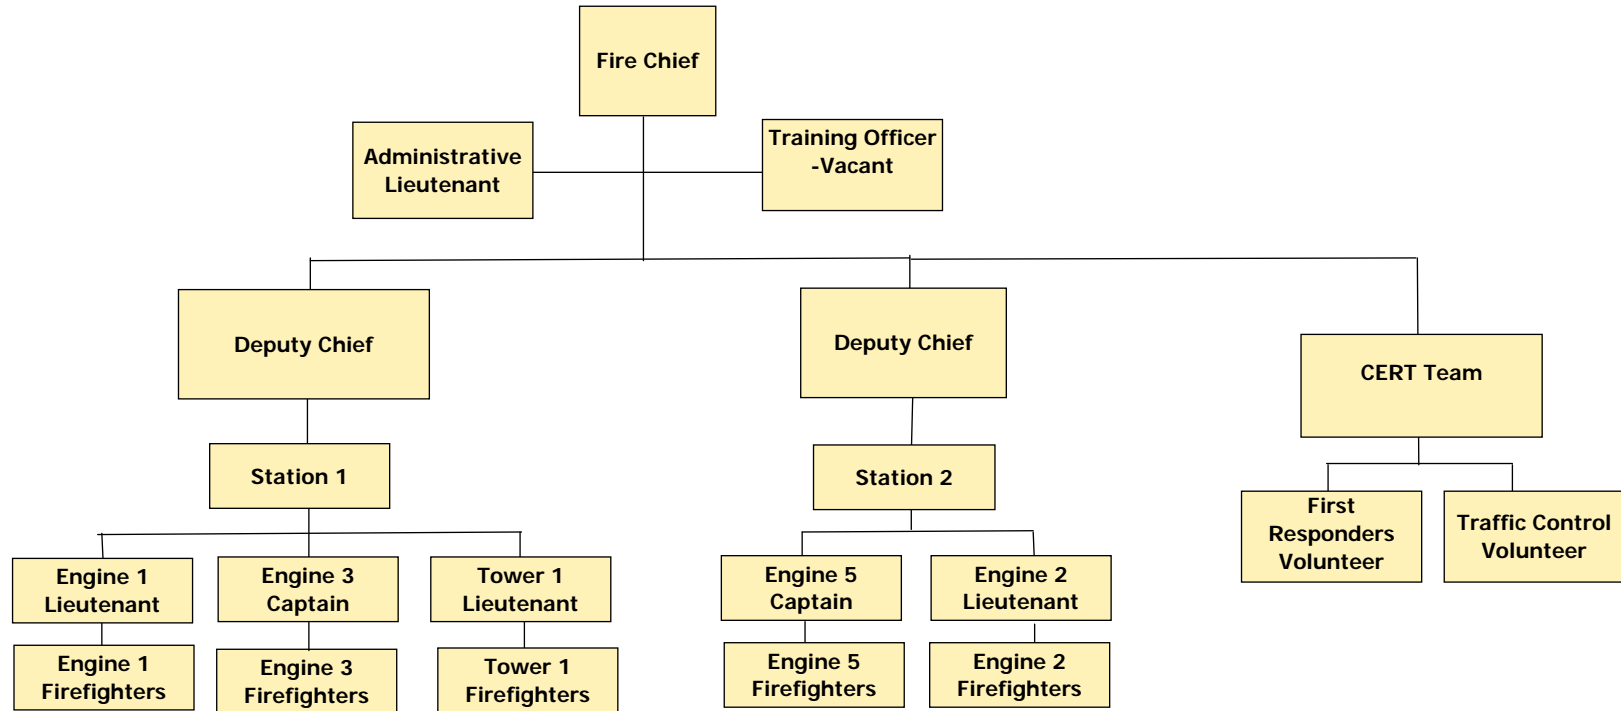 Fire Chief
Administrative
Lieutenant
Training Officer
-Vacant
Deputy Chief
Deputy Chief
CERT Team
Station 1
Station 2
First
Responders
Volunteer
Traffic Control
Volunteer
Engine 1
Lieutenant
Engine 3
Captain
Tower 1
Lieutenant
Engine 5
Captain
Engine 2
Lieutenant
Engine 1
Firefighters
Engine 3
Firefighters
Tower 1
Firefighters
Engine 5
Firefighters
Engine 2
Firefighters